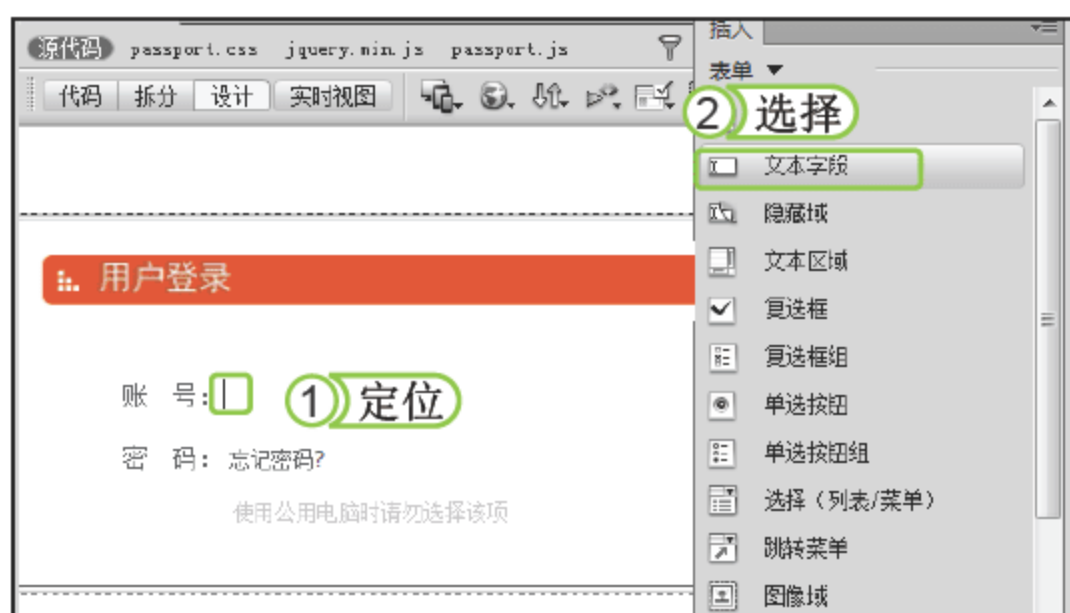 源代码 passport.css jquery.min.js passport.js
代码 拆分 设计 实时视图
用户登录
账 号:
① 定位
密 码: 忘记密码?
使用公用电脑时请勿选择该项
插入
表单
② 选择
文本字段
隐藏域
文本区域
复选框
复选框组
单选按钮
单选按钮组
选择（列表/菜单）
跳转菜单
图像域